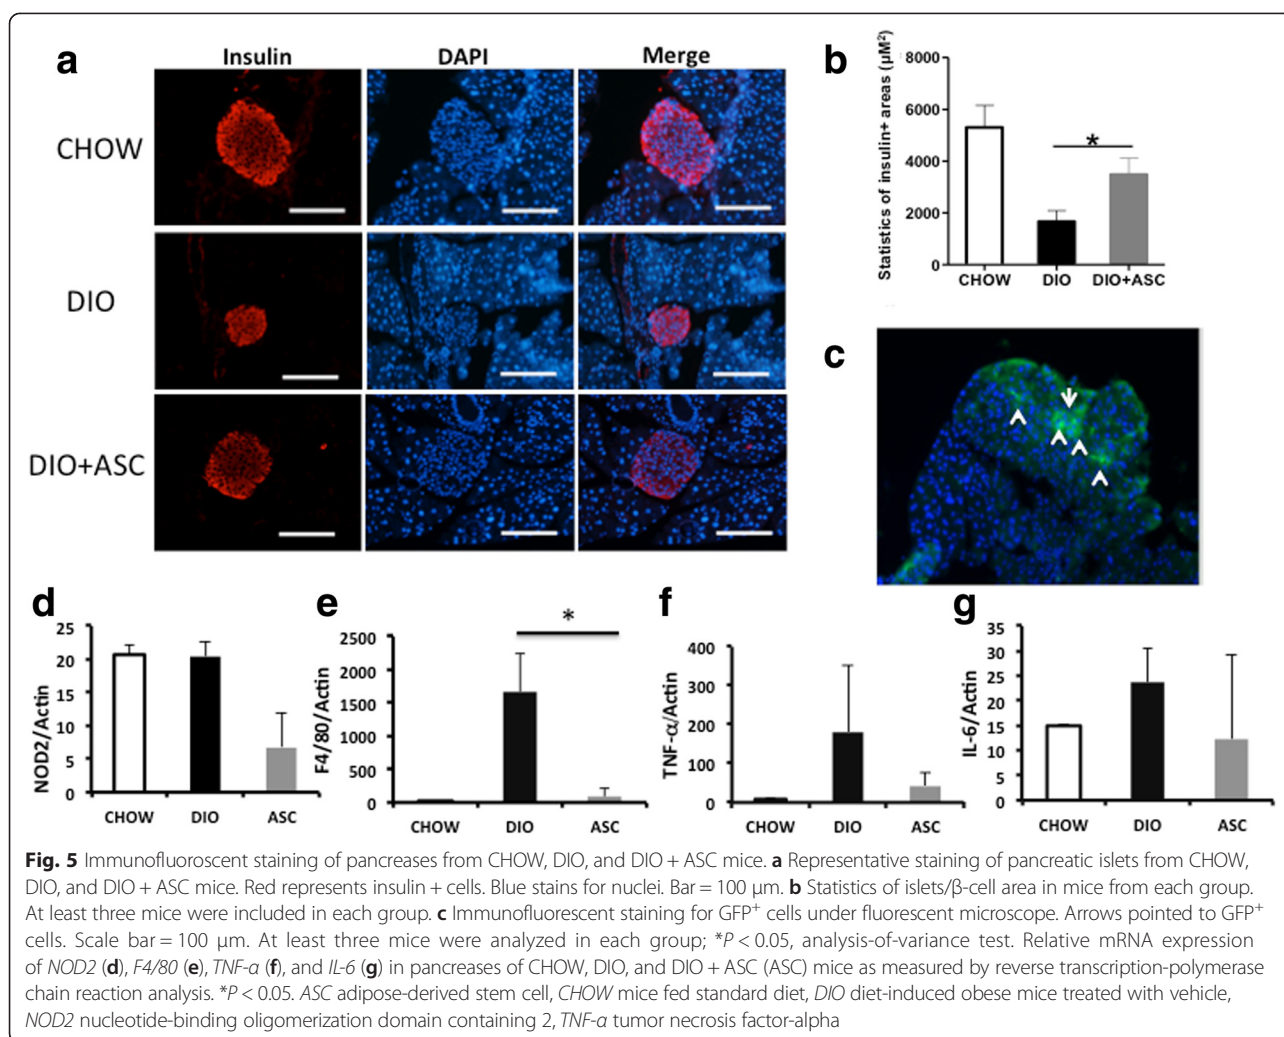 a
Insulin
DAPI
Merge
CHOW
DIO
DIO+ASC
b
Statistics of insulin+ areas (μM²)
8000
6000
4000
2000
0
*
CHOW
DIO
DIO+ASC
c
d
NOD2/Actin
25
20
15
10
5
0
CHOW
DIO
ASC
e
F4/80/Actin
2500
2000
1500
1000
500
0
*
CHOW
DIO
ASC
f
TNF-α/Actin
400
300
200
100
0
CHOW
DIO
ASC
g
IL-6/Actin
35
30
25
20
15
10
5
0
CHOW
DIO
ASC
Fig. 5 Immunofluoroscent staining of pancreases from CHOW, DIO, and DIO + ASC mice. a Representative staining of pancreatic islets from CHOW,
DIO, and DIO + ASC mice. Red represents insulin + cells. Blue stains for nuclei. Bar = 100 μm. b Statistics of islets/β-cell area in mice from each group.
At least three mice were included in each group. c Immunofluorescent staining for GFP⁺ cells under fluorescent microscope. Arrows pointed to GFP⁺
cells. Scale bar = 100 μm. At least three mice were analyzed in each group; *P < 0.05, analysis-of-variance test. Relative mRNA expression
of NOD2 (d), F4/80 (e), TNF-α (f), and IL-6 (g) in pancreases of CHOW, DIO, and DIO + ASC (ASC) mice as measured by reverse transcription-polymerase
chain reaction analysis. *P < 0.05. ASC adipose-derived stem cell, CHOW mice fed standard diet, DIO diet-induced obese mice treated with vehicle,
NOD2 nucleotide-binding oligomerization domain containing 2, TNF-α tumor necrosis factor-alpha